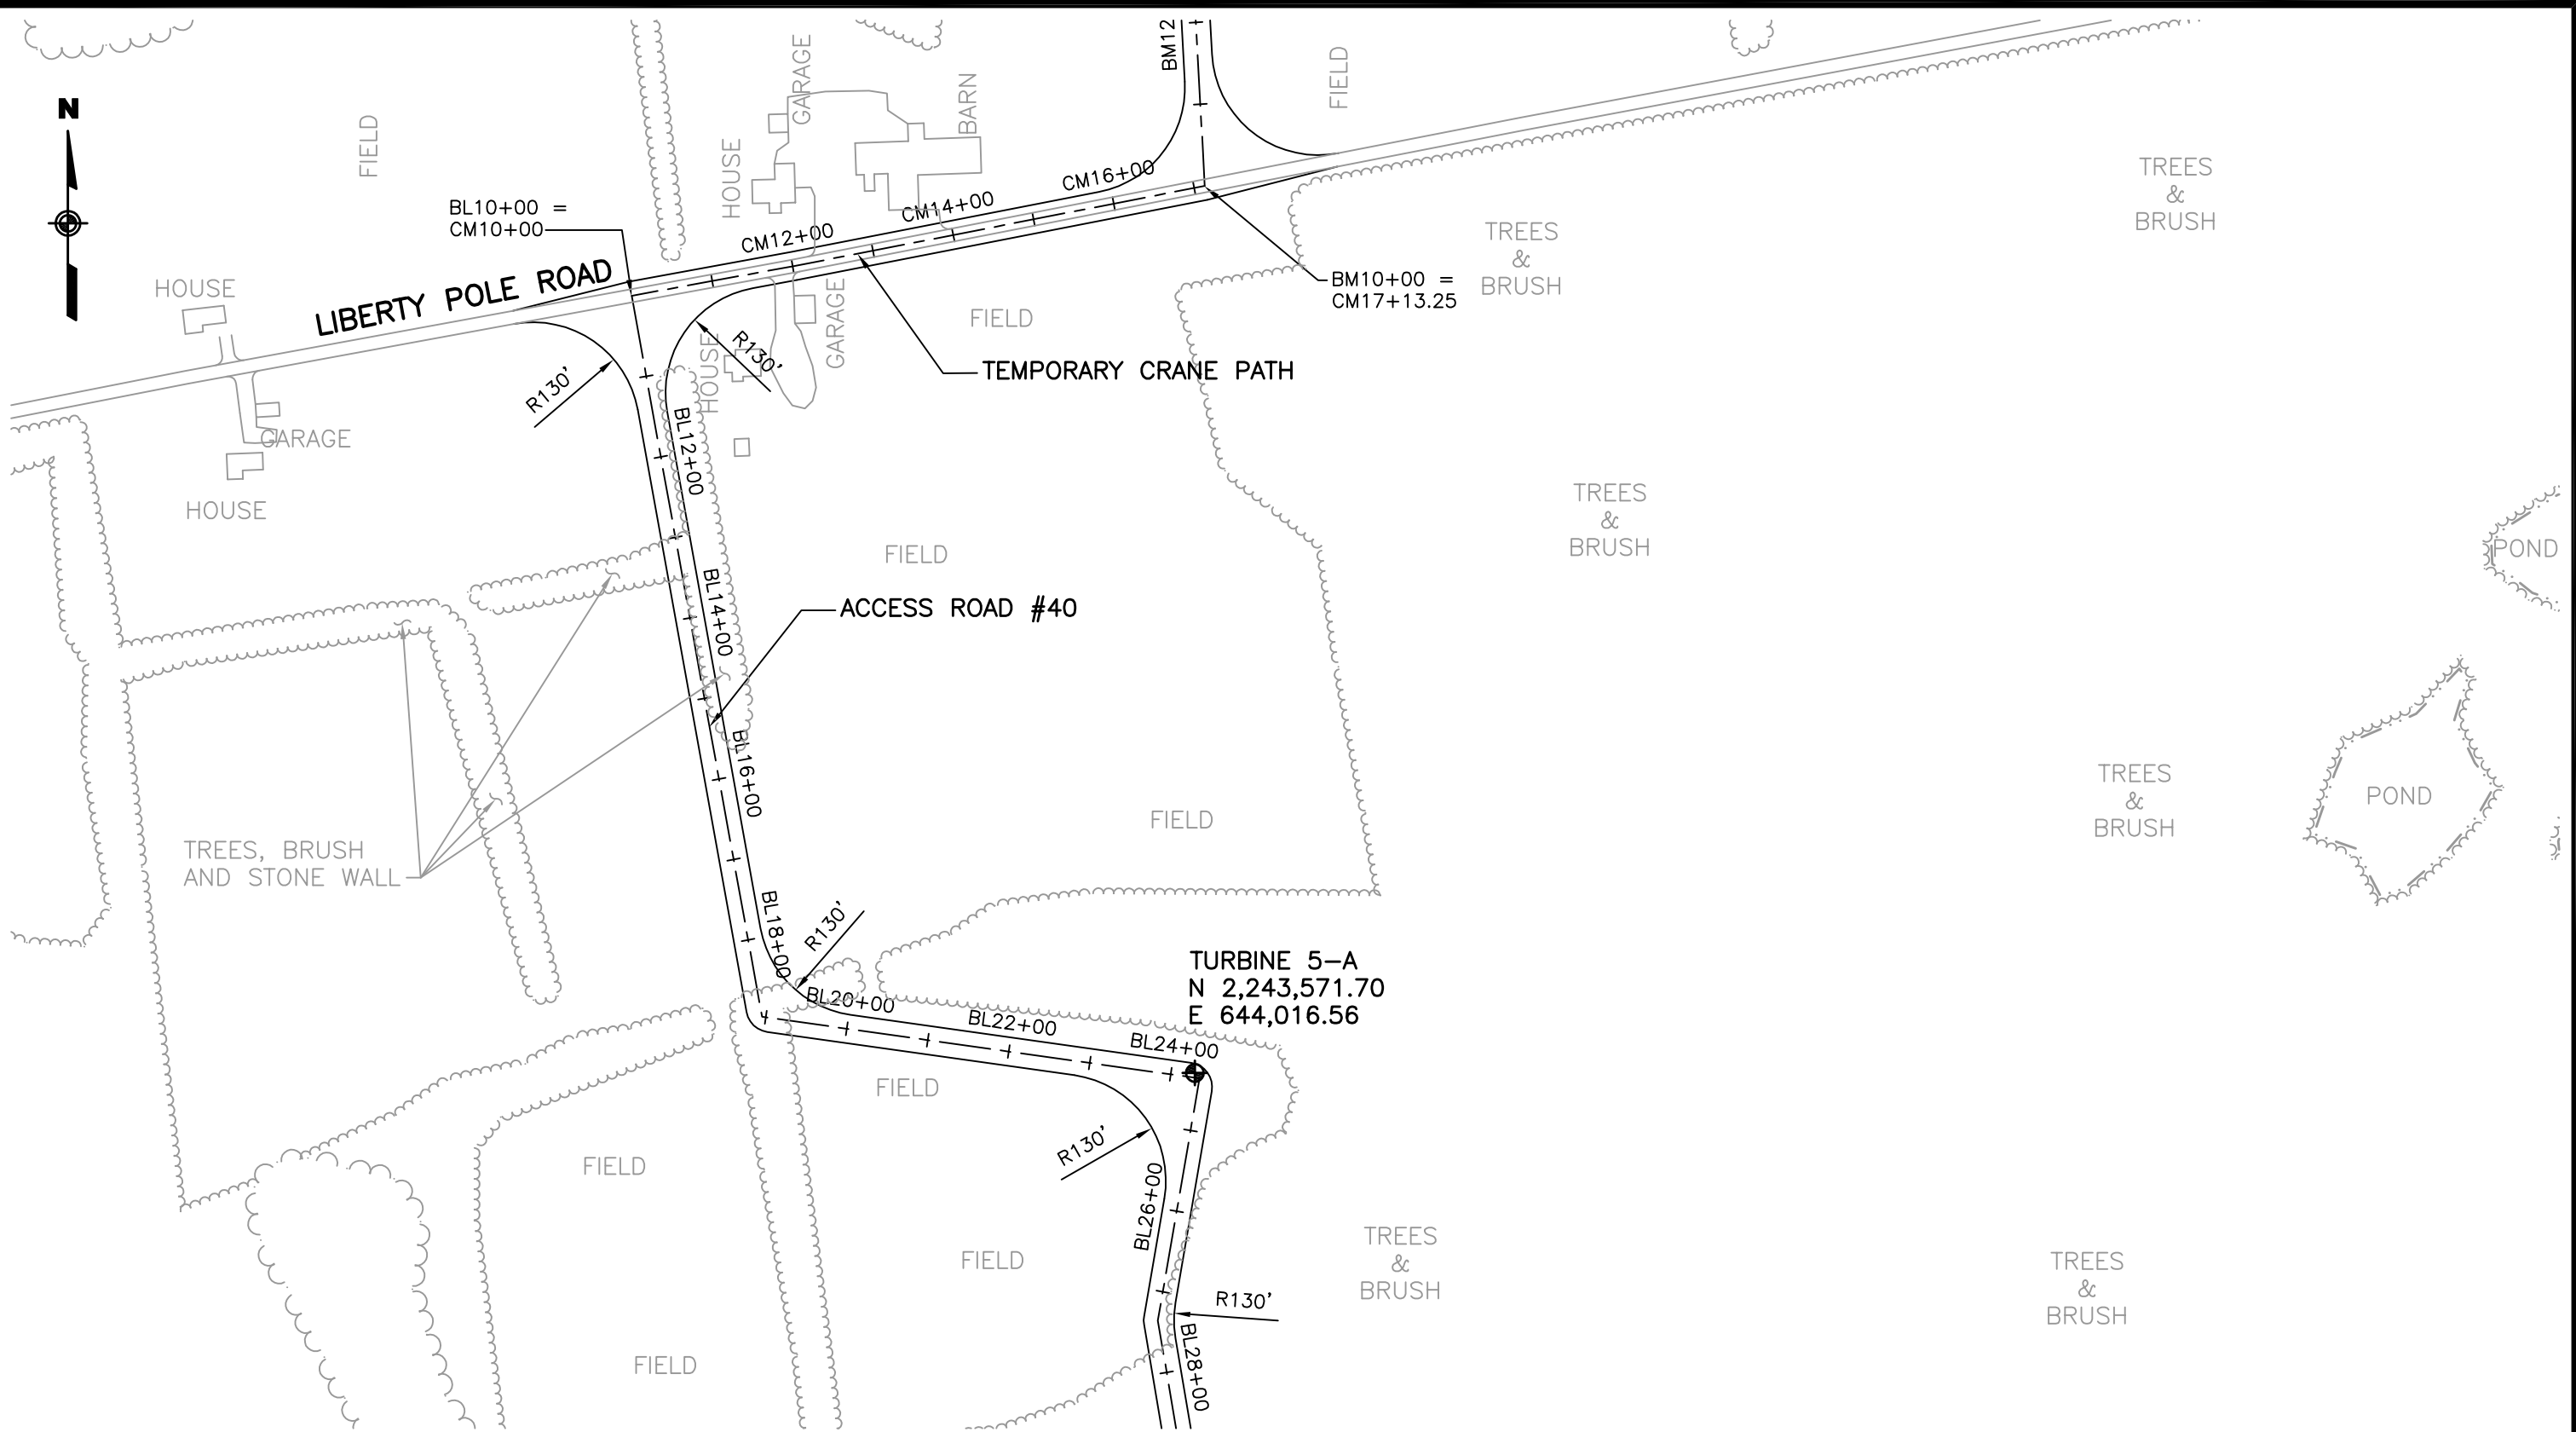 BM12
GARAGE
BARN
FIELD
N
FIELD
HOUSE
TREES
&
BRUSH
CM16+00
CM14+00
CM12+00
BL10+00 =
CM10+00
TREES
&
BRUSH
BM10+00 =
CM17+13.25
LIBERTY POLE ROAD
HOUSE
FIELD
GARAGE
HOUSE
R130'
R130'
TEMPORARY CRANE PATH
GARAGE
HOUSE
BL12+00
TREES
&
BRUSH
POND
FIELD
BL14+00
ACCESS ROAD #40
BL16+00
TREES
&
BRUSH
POND
FIELD
TREES, BRUSH
AND STONE WALL
BL18+00
R130'
TURBINE 5-A
N 2,243,571.70
E 644,016.56
BL20+00
BL22+00
BL24+00
FIELD
R130'
FIELD
BL26+00
FIELD
TREES
&
BRUSH
TREES
&
BRUSH
R130'
BL28+00
FIELD